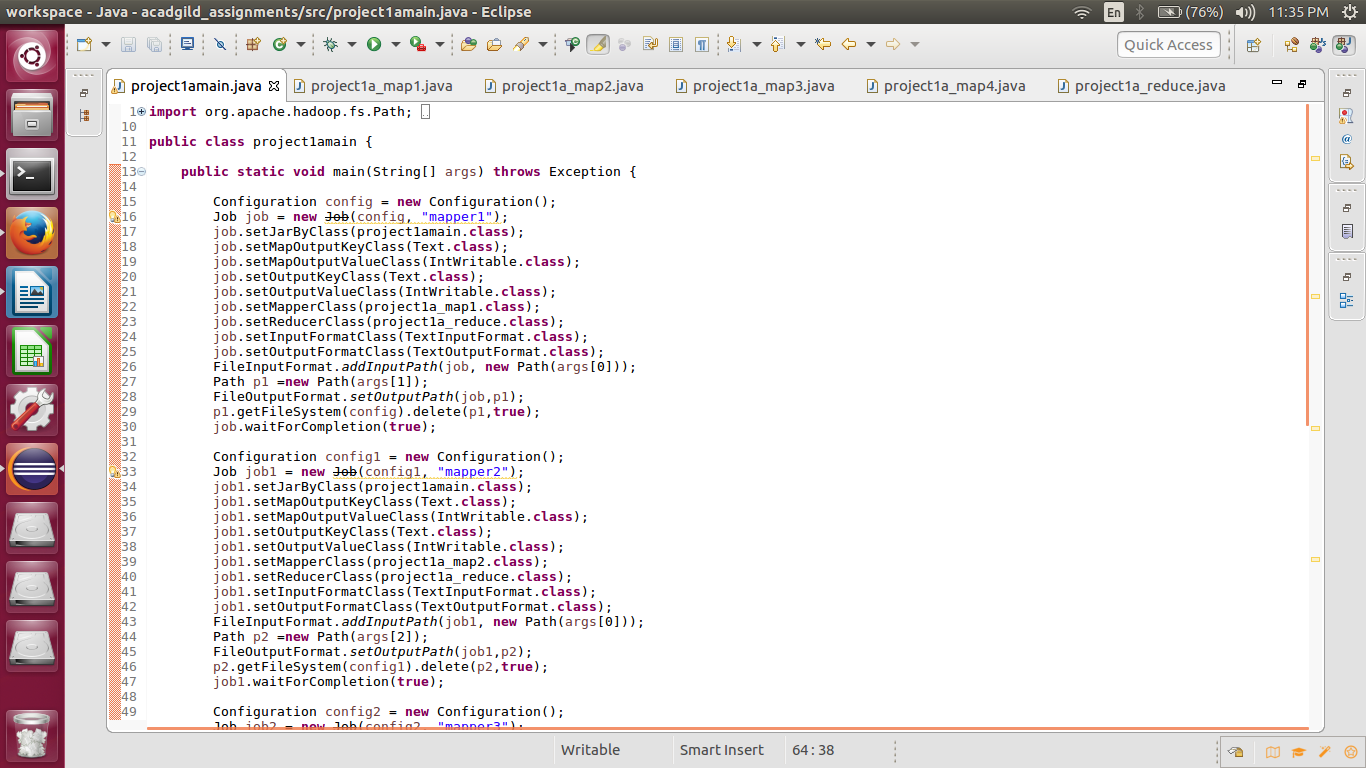 workspace - Java - acadgild_assignments/src/project1amain.java - Eclipse
En
(76%)
11:35 PM
Quick Access
project1amain.java
project1a_map1.java
project1a_map2.java
project1a_map3.java
project1a_map4.java
project1a_reduce.java
1 import org.apache.hadoop.fs.Path;
10
11 public class project1amain {
12
13 public static void main(String[] args) throws Exception {
14
15 Configuration config = new Configuration();
16 Job job = new Job(config, "mapper1");
17 job.setJarByClass(project1amain.class);
18 job.setMapOutputKeyClass(Text.class);
19 job.setMapOutputValueClass(IntWritable.class);
20 job.setOutputKeyClass(Text.class);
21 job.setOutputValueClass(IntWritable.class);
22 job.setMapperClass(project1a_map1.class);
23 job.setReducerClass(project1a_reduce.class);
24 job.setInputFormatClass(TextInputFormat.class);
25 job.setOutputFormatClass(TextOutputFormat.class);
26 FileInputFormat.addInputPath(job, new Path(args[0]));
27 Path p1 =new Path(args[1]);
28 FileOutputFormat.setOutputPath(job,p1);
29 p1.getFileSystem(config).delete(p1,true);
30 job.waitForCompletion(true);
31
32 Configuration config1 = new Configuration();
33 Job job1 = new Job(config1, "mapper2");
34 job1.setJarByClass(project1amain.class);
35 job1.setMapOutputKeyClass(Text.class);
36 job1.setMapOutputValueClass(IntWritable.class);
37 job1.setOutputKeyClass(Text.class);
38 job1.setOutputValueClass(IntWritable.class);
39 job1.setMapperClass(project1a_map2.class);
40 job1.setReducerClass(project1a_reduce.class);
41 job1.setInputFormatClass(TextInputFormat.class);
42 job1.setOutputFormatClass(TextOutputFormat.class);
43 FileInputFormat.addInputPath(job1, new Path(args[0]));
44 Path p2 =new Path(args[2]);
45 FileOutputFormat.setOutputPath(job1,p2);
46 p2.getFileSystem(config1).delete(p2,true);
47 job1.waitForCompletion(true);
48
49 Configuration config2 = new Configuration();
Job job2 = new Job(config2, "mapper3");
Writable
Smart Insert
64 : 38